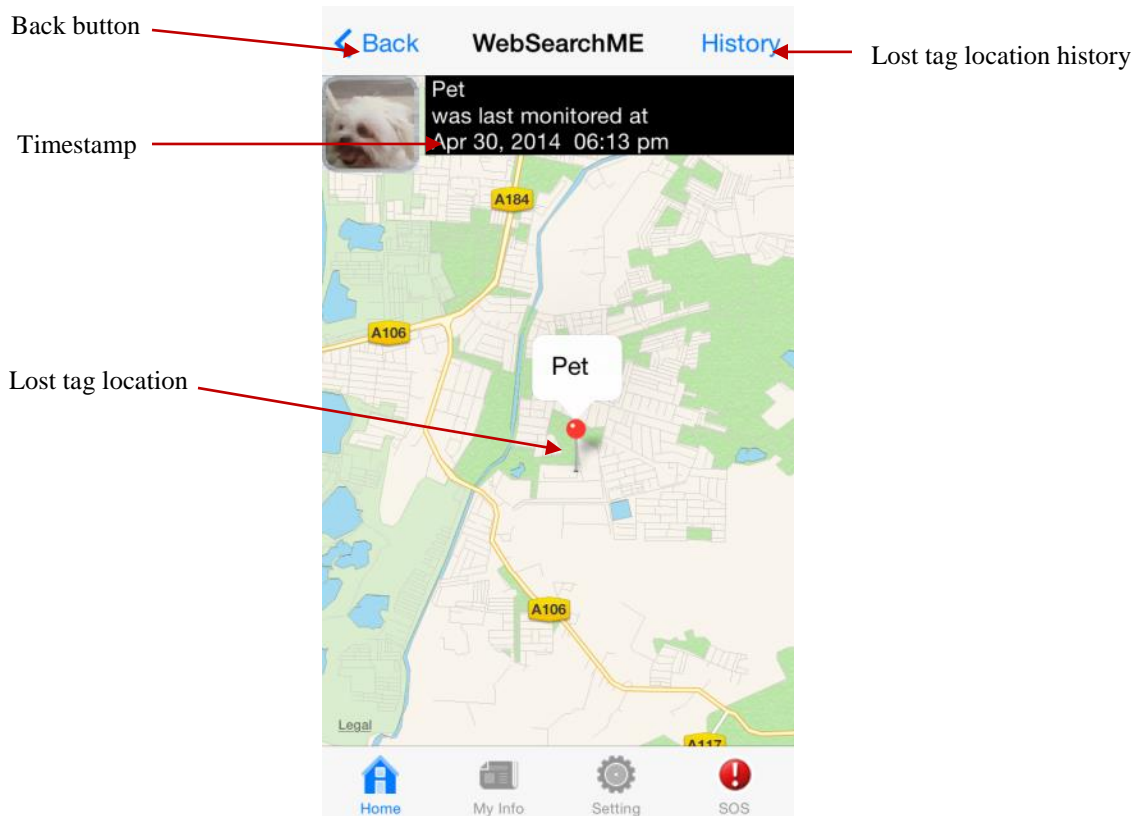 Back button
Back
WebSearchME
History
Lost tag location history
Pet
was last monitored at
Timestamp
Apr 30, 2014 06:13 pm
A184
A106
Pet
Lost tag location
A106
Legal
A117
Home
My Info
Setting
SOS